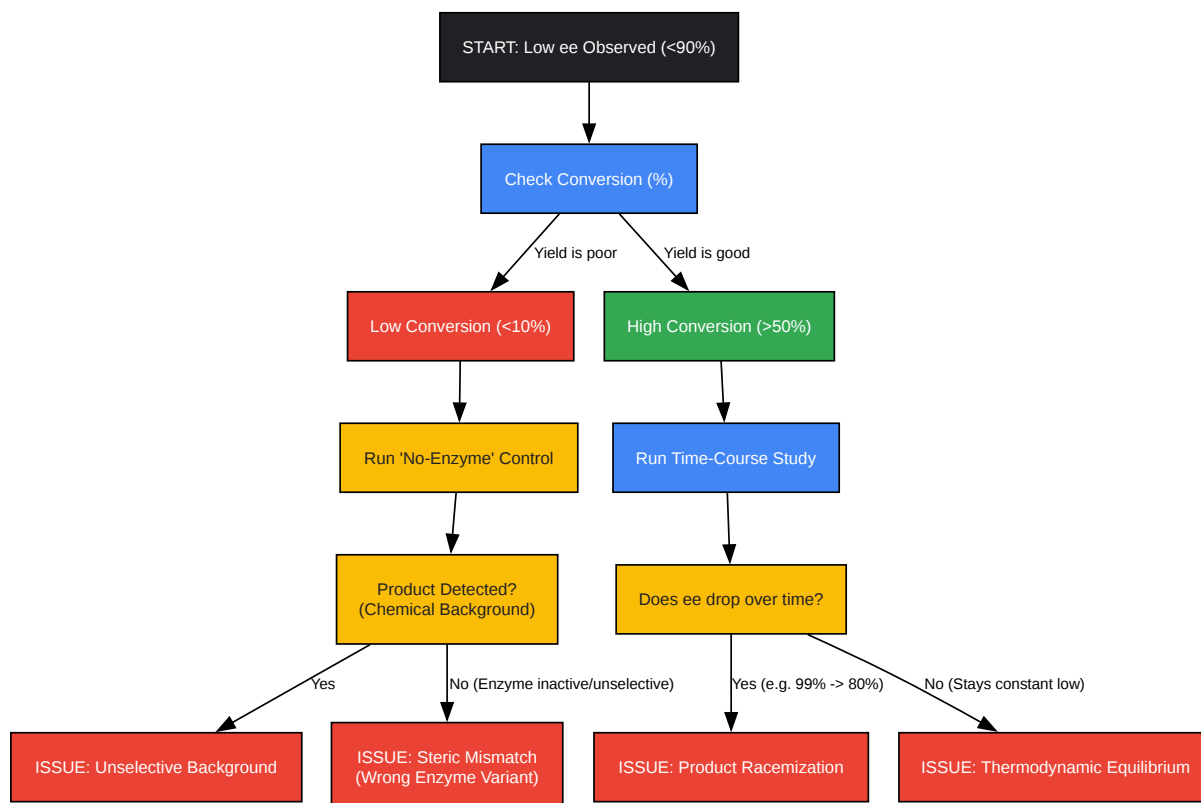 START: Low ee Observed (<90%)
Check Conversion (%)
Yield is poor
Yield is good
Low Conversion (<10%)
High Conversion (>50%)
Run 'No-Enzyme' Control
Run Time-Course Study
Product Detected?
(Chemical Background)
Does ee drop over time?
Yes
No (Enzyme inactive/unselective)
Yes (e.g. 99% -> 80%)
No (Stays constant low)
ISSUE: Unselective Background
ISSUE: Steric Mismatch
(Wrong Enzyme Variant)
ISSUE: Product Racemization
ISSUE: Thermodynamic Equilibrium